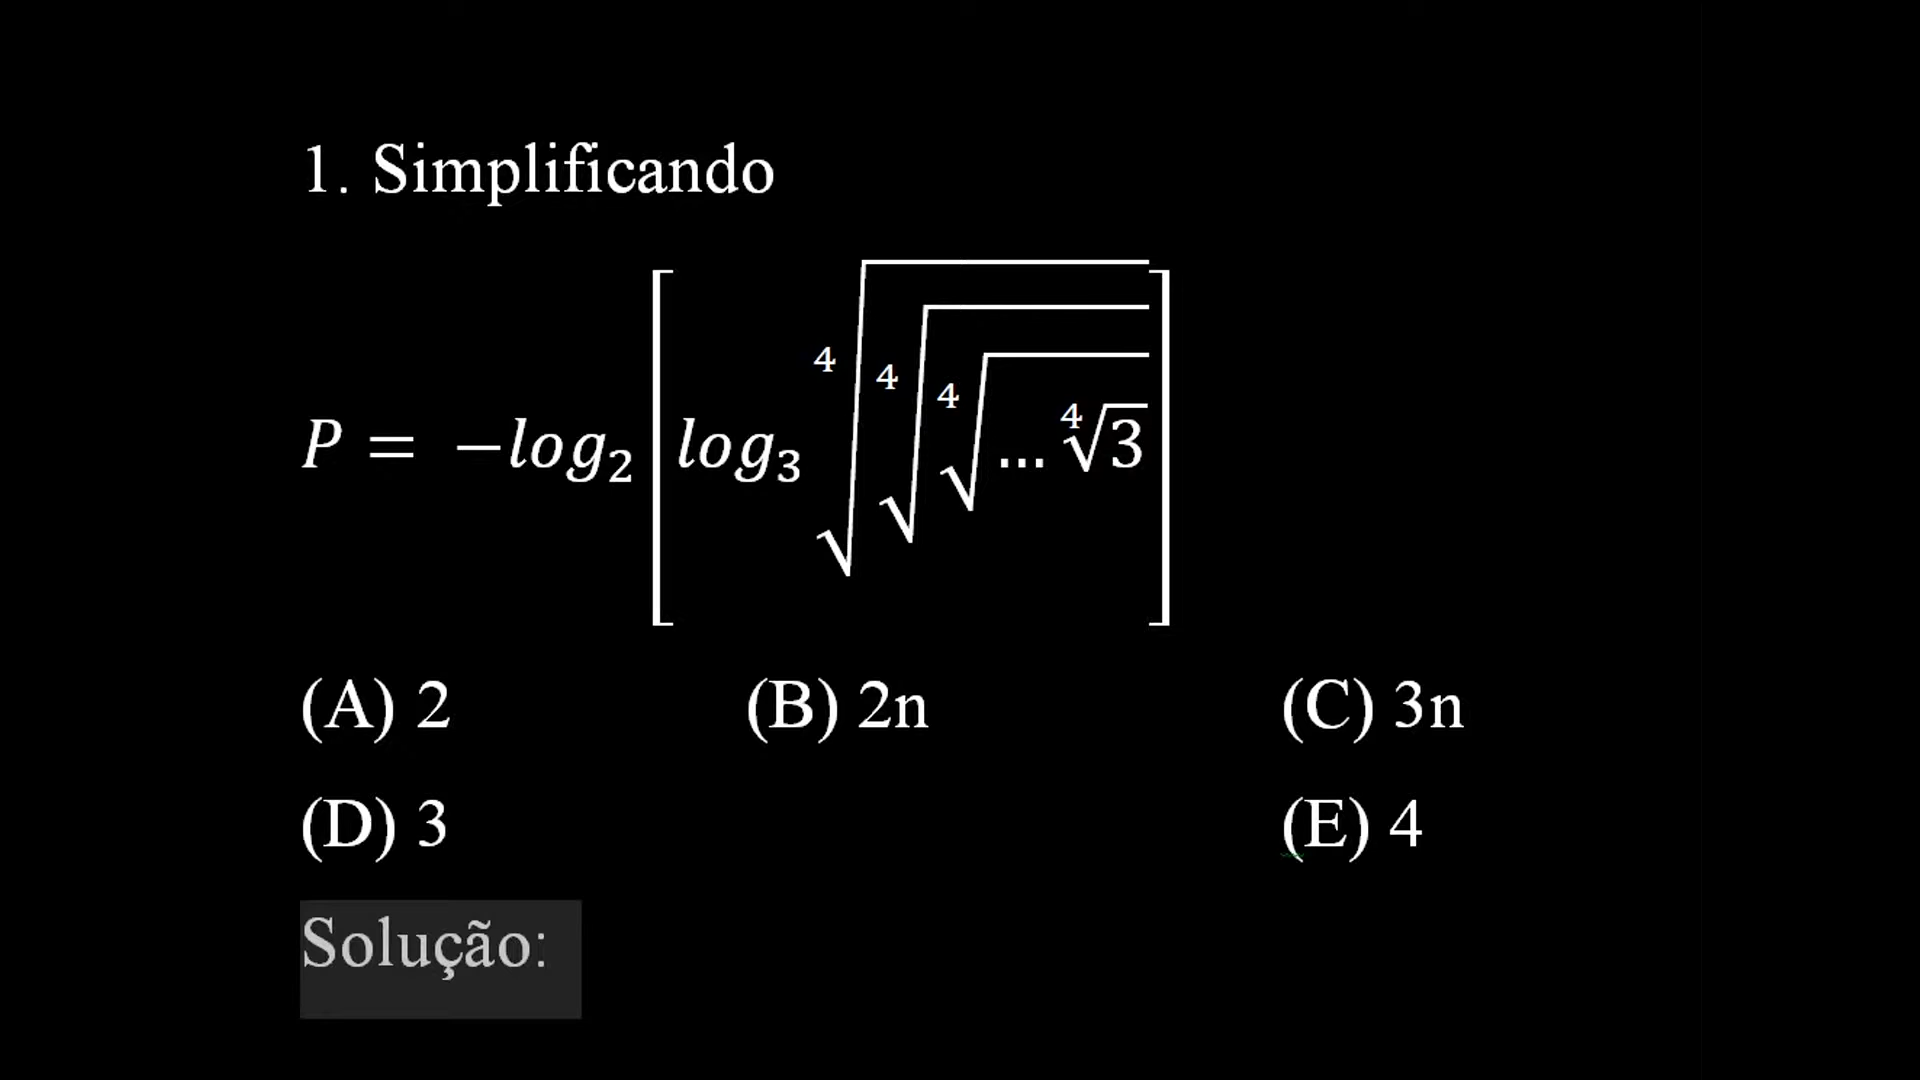 1. Simplificando
P = −log₂ [log₃ ⁴√⁴√⁴√... ⁴√3]
(A) 2 (B) 2n (C) 3n
(D) 3 (E) 4
Solução: